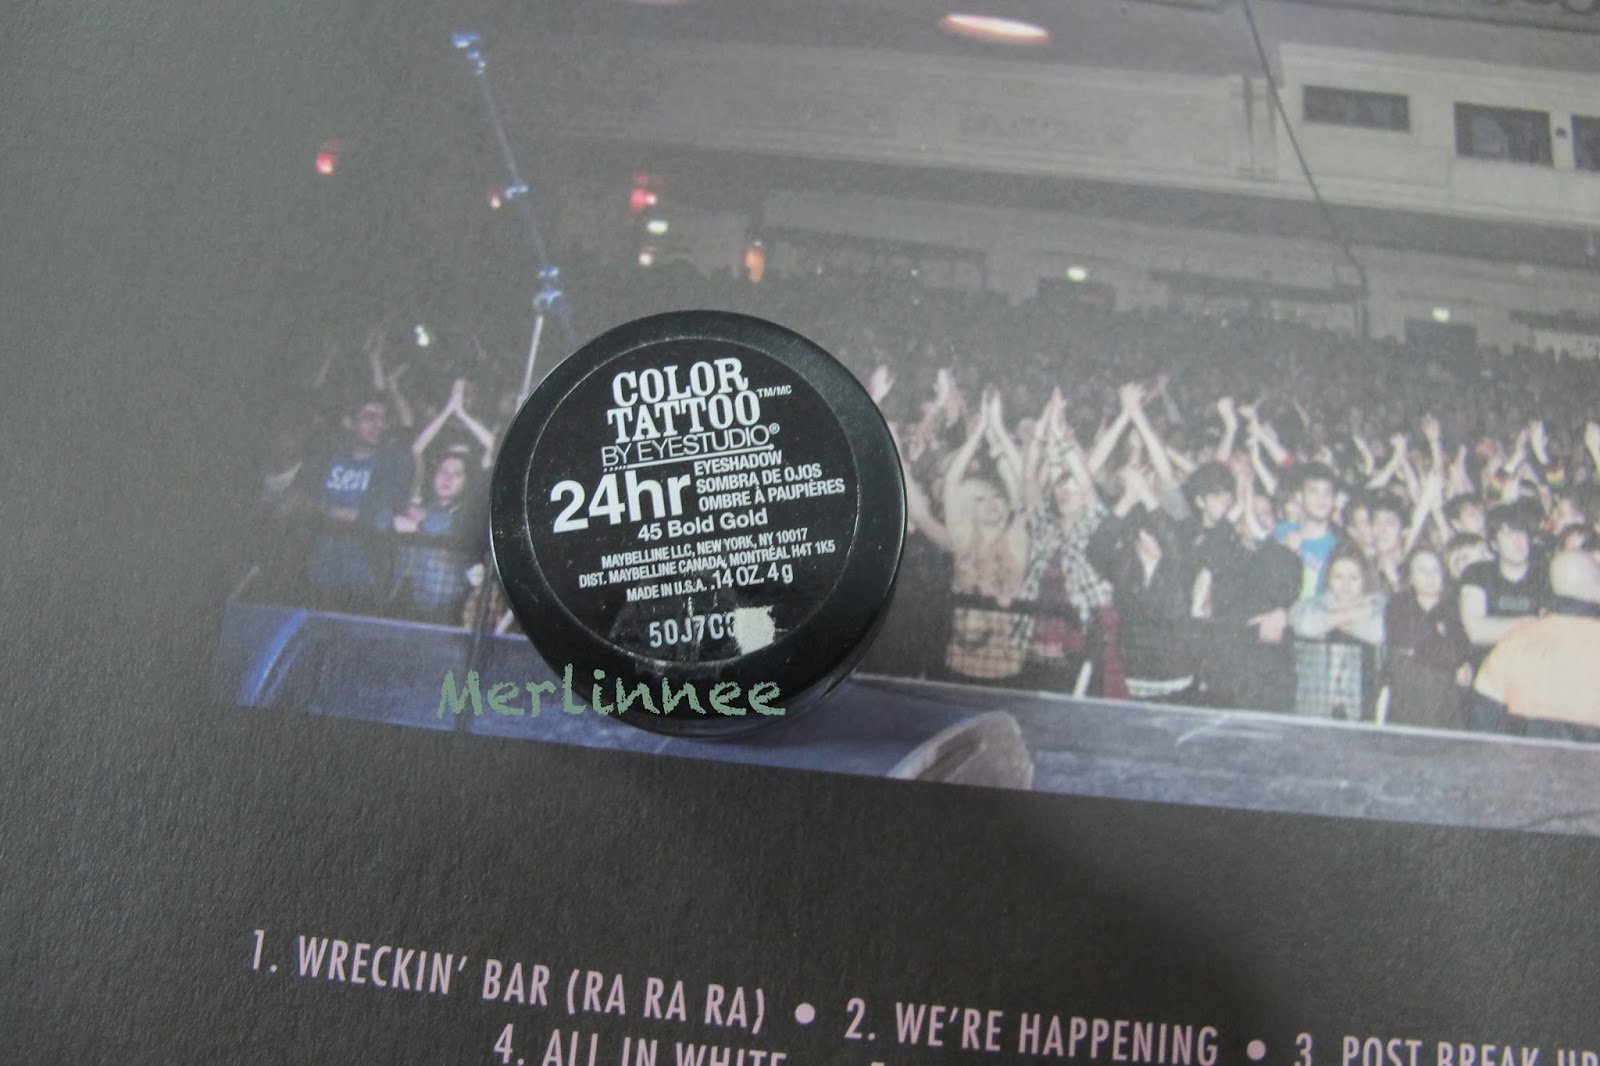 COLOR
TATTOO TM/MC
BY EYESTUDIO®
24hr
EYESHADOW
SOMBRA DE OJOS
OMBRE À PAUPIÈRES
45 Bold Gold
MAYBELLINE LLC, NEW YORK, NY 10017
DIST. MAYBELLINE CANADA, MONTRÉAL H4T 1K5
MADE IN U.S.A. .14 OZ. 4 g
Merlinnee
1. WRECKIN' BAR (RA RA RA) • 2. WE'RE HAPPENING • 3. POST BREAK UP
4. ALL IN WHITE